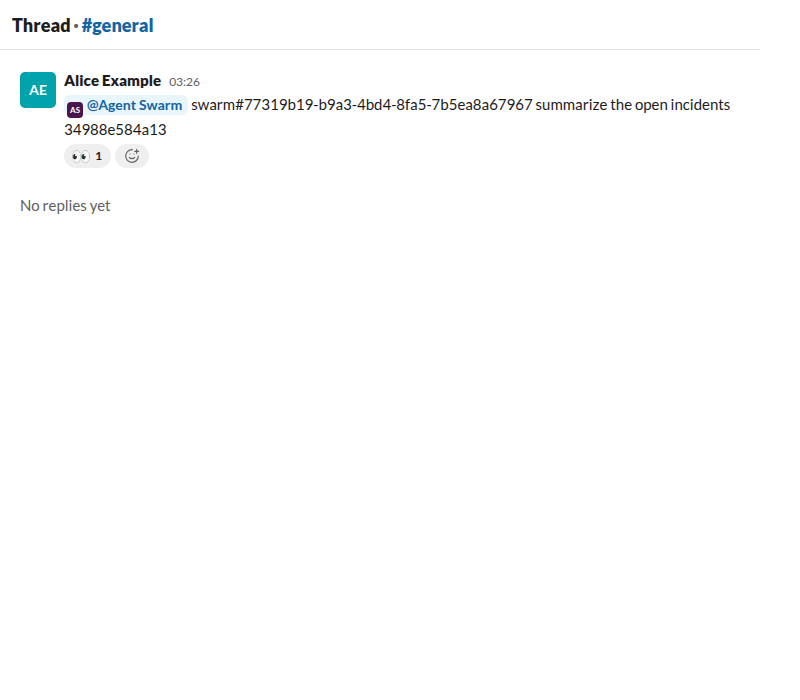 Thread • #general
AE
Alice Example 03:26
AS @Agent Swarm swarm#77319b19-b9a3-4bd4-8fa5-7b5ea8a67967 summarize the open incidents
34988e584a13
👀 1
No replies yet